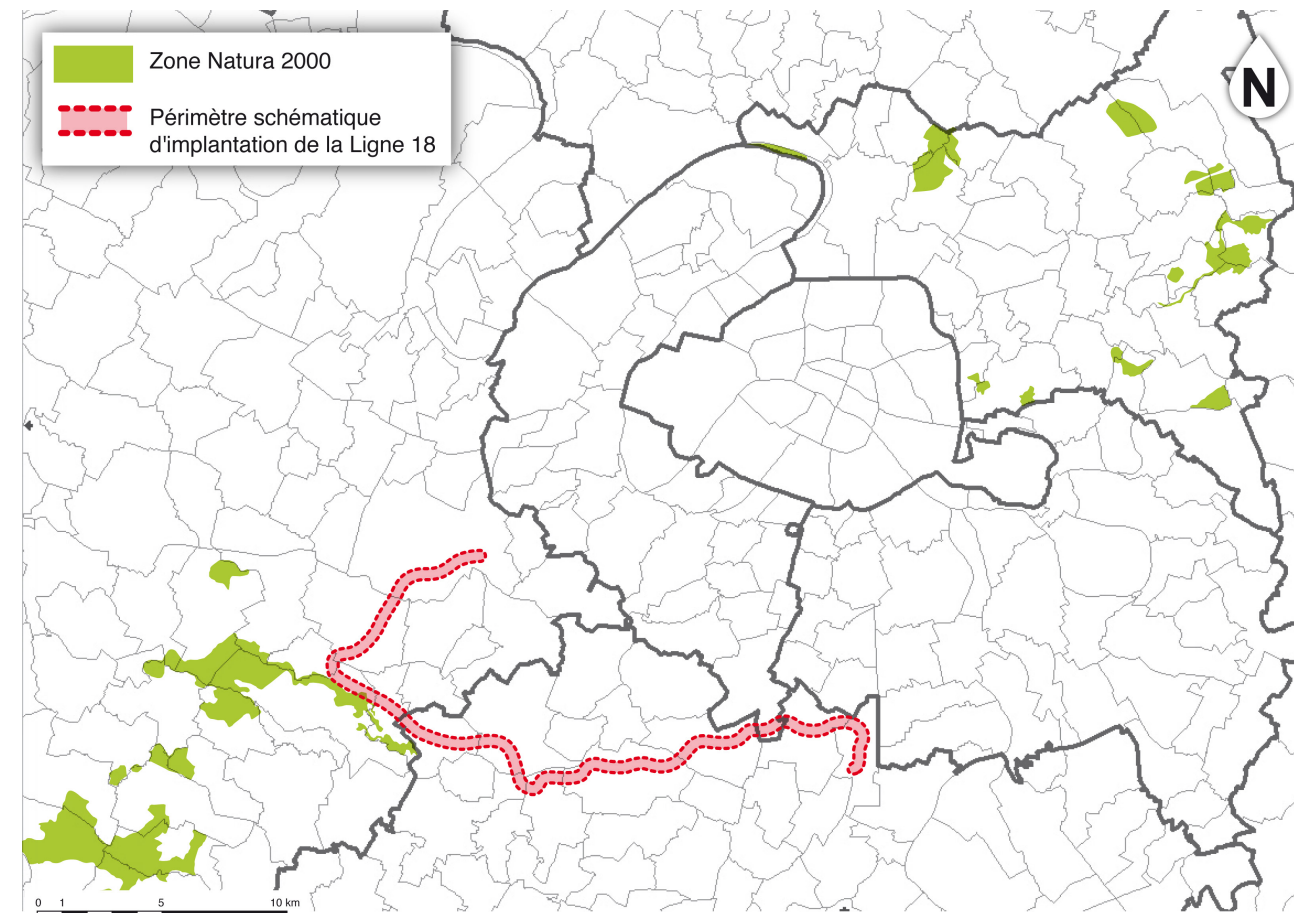 Zone Natura 2000
Périmètre schématique
d'implantation de la Ligne 18
N
0 1 5 10 km